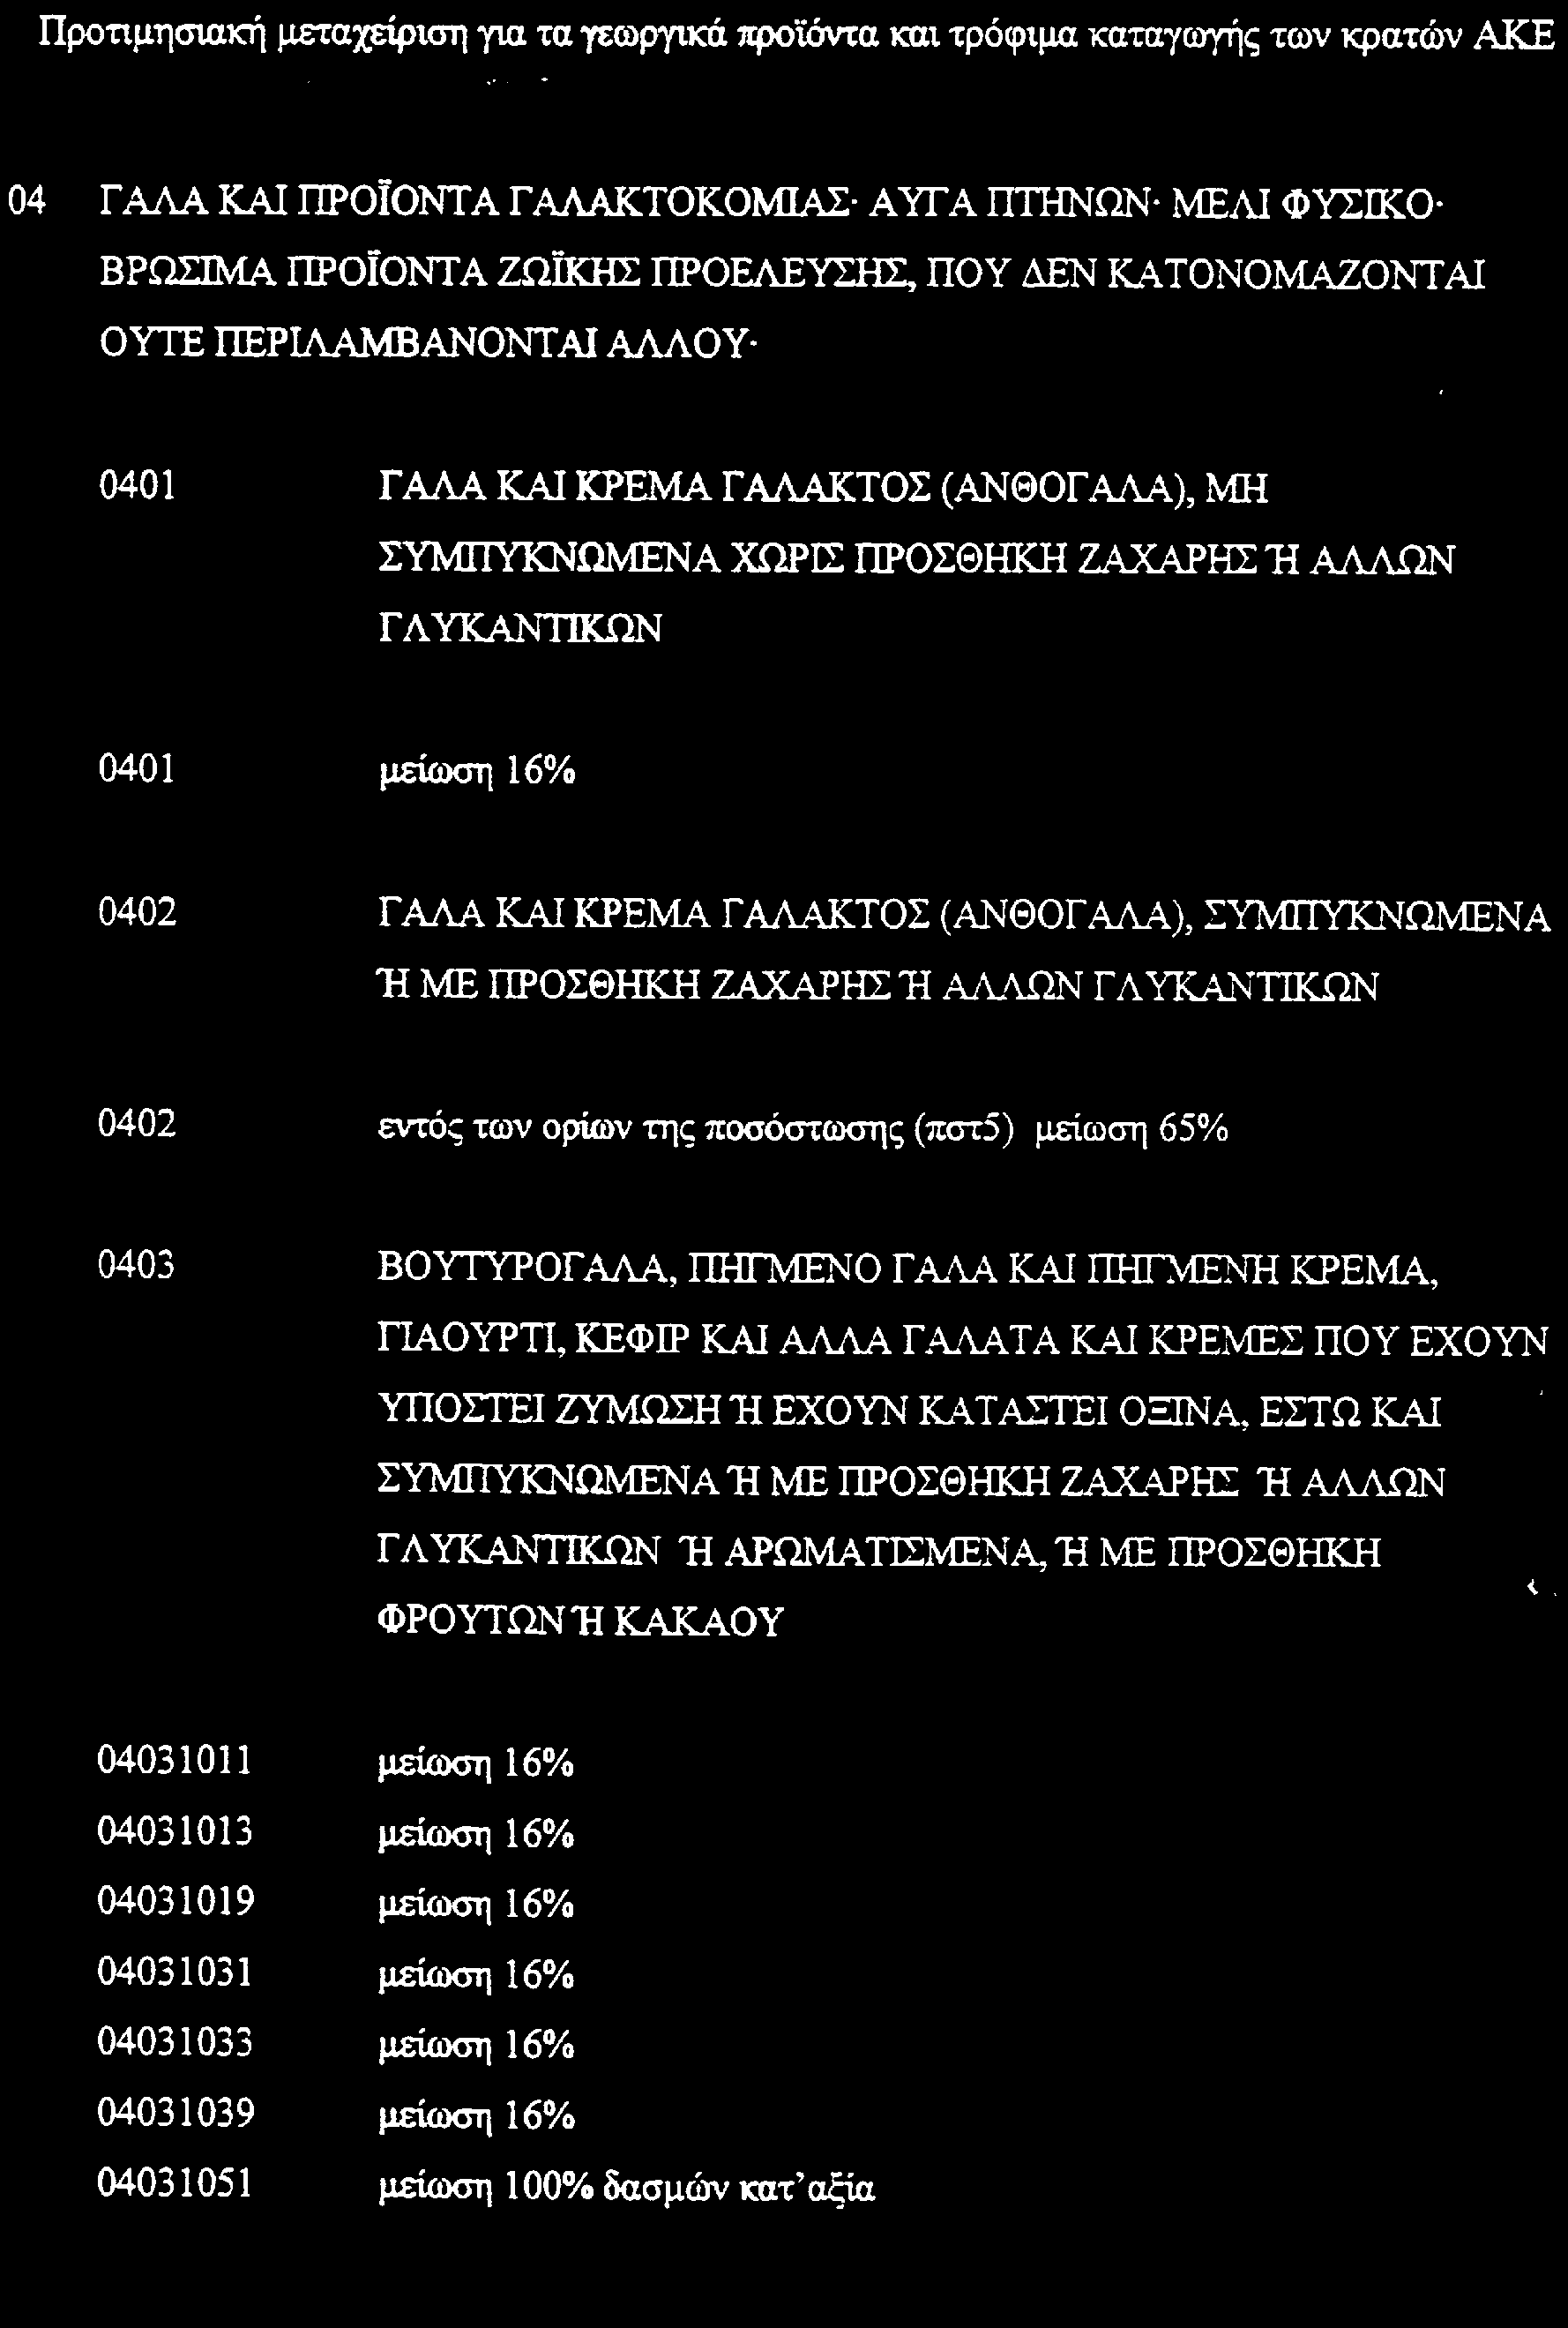 Προτιμησιακή μεταχείριση για τα γεωργικά προϊόντα και τρόφιμα καταγωγής των κρατών ΑΚΕ
04 ΓΑΛΑ ΚΑΙ ΠΡΟΪΟΝΤΑ ΓΑΛΑΚΤΟΚΟΜΙΑΣ· ΑΥΓΑ ΠΤΗΝΩΝ· ΜΕΛΙ ΦΥΣΙΚΟ·
ΒΡΩΣΙΜΑ ΠΡΟΪΟΝΤΑ ΖΩΪΚΗΣ ΠΡΟΕΛΕΥΣΗΣ, ΠΟΥ ΔΕΝ ΚΑΤΟΝΟΜΑΖΟΝΤΑΙ
ΟΥΤΕ ΠΕΡΙΛΑΜΒΑΝΟΝΤΑΙ ΑΛΛΟΥ·
0401 ΓΑΛΑ ΚΑΙ ΚΡΕΜΑ ΓΑΛΑΚΤΟΣ (ΑΝΘΟΓΑΛΑ), ΜΗ
ΣΥΜΠΥΚΝΩΜΕΝΑ ΧΩΡΙΣ ΠΡΟΣΘΗΚΗ ΖΑΧΑΡΗΣ Ή ΑΛΛΩΝ
ΓΛΥΚΑΝΤΙΚΩΝ
0401 μείωση 16%
0402 ΓΑΛΑ ΚΑΙ ΚΡΕΜΑ ΓΑΛΑΚΤΟΣ (ΑΝΘΟΓΑΛΑ), ΣΥΜΠΥΚΝΩΜΕΝΑ
Ή ΜΕ ΠΡΟΣΘΗΚΗ ΖΑΧΑΡΗΣ Ή ΑΛΛΩΝ ΓΛΥΚΑΝΤΙΚΩΝ
0402 εντός των ορίων της ποσόστωσης (πστ5) μείωση 65%
0403 ΒΟΥΤΥΡΟΓΑΛΑ, ΠΗΓΜΕΝΟ ΓΑΛΑ ΚΑΙ ΠΗΓΜΕΝΗ ΚΡΕΜΑ,
ΓΙΑΟΥΡΤΙ, ΚΕΦΙΡ ΚΑΙ ΑΛΛΑ ΓΑΛΑΤΑ ΚΑΙ ΚΡΕΜΕΣ ΠΟΥ ΕΧΟΥΝ
ΥΠΟΣΤΕΙ ΖΥΜΩΣΗ Ή ΕΧΟΥΝ ΚΑΤΑΣΤΕΙ ΟΞΙΝΑ, ΕΣΤΩ ΚΑΙ
ΣΥΜΠΥΚΝΩΜΕΝΑ Ή ΜΕ ΠΡΟΣΘΗΚΗ ΖΑΧΑΡΗΣ Ή ΑΛΛΩΝ
ΓΛΥΚΑΝΤΙΚΩΝ Ή ΑΡΩΜΑΤΙΣΜΕΝΑ, Ή ΜΕ ΠΡΟΣΘΗΚΗ
ΦΡΟΥΤΩΝ Ή ΚΑΚΑΟΥ
04031011 μείωση 16%
04031013 μείωση 16%
04031019 μείωση 16%
04031031 μείωση 16%
04031033 μείωση 16%
04031039 μείωση 16%
04031051 μείωση 100% δασμών κατ’αξία